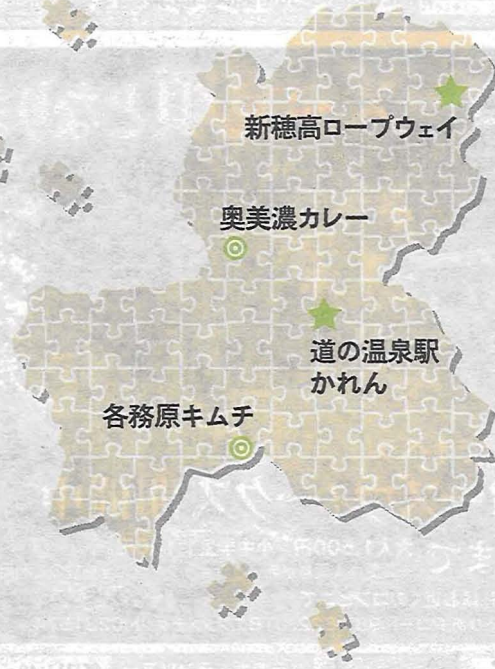 新穂高ロープウェイ
奥美濃カレー
道の温泉駅
かれん
各務原キムチ